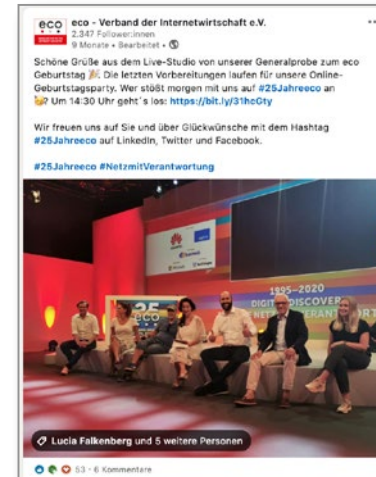 eco
eco - Verband der Internetwirtschaft e.V.
2.347 Follower:innen
9 Monate • Bearbeitet •
Schöne Grüße aus dem Live-Studio von unserer Generalprobe zum eco
Geburtstag 🎉. Die letzten Vorbereitungen laufen für unsere Online-
Geburtstagsparty. Wer stößt morgen mit uns auf #25Jahreeco an
🥳? Um 14:30 Uhr geht´s los: https://bit.ly/31hcGty
Wir freuen uns auf Sie und über Glückwünsche mit dem Hashtag
#25Jahreeco auf LinkedIn, Twitter und Facebook.
#25Jahreeco #NetzmitVerantwortung
HUAWEI
1995–2020
25
eco
Lucia Falkenberg und 5 weitere Personen
53 · 6 Kommentare